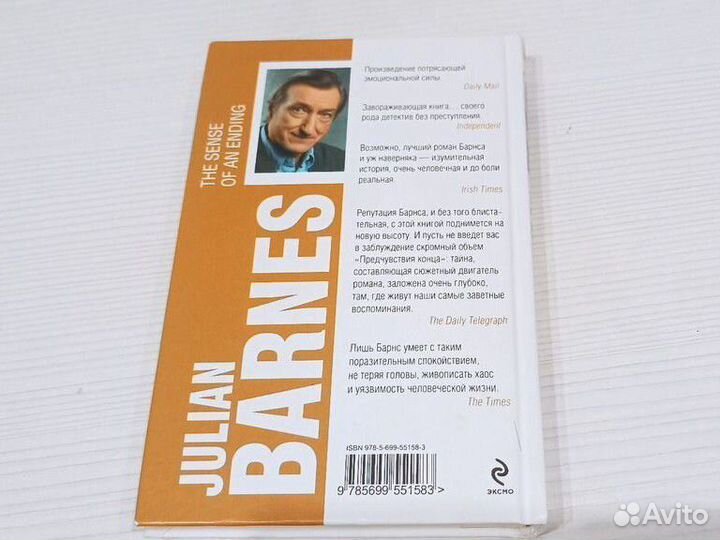 THE SENSE
OF AN ENDING
JULIAN
BARNES
Произведение потрясающей
эмоциональной силы.
Daily Mail
Завораживающая книга... своего
рода детектив без преступления.
Independent
Возможно, лучший роман Барнса
и уж наверняка — изумительная
история, очень человечная и до боли
реальная.
Irish Times
Репутация Барнса, и без того блиста-
тельная, с этой книгой поднимется на
новую высоту. И пусть не введет вас
в заблуждение скромный объем
«Предчувствия конца»: тайна,
составляющая сюжетный двигатель
романа, заложена очень глубоко,
там, где живут наши самые заветные
воспоминания.
The Daily Telegraph
Лишь Барнс умеет с таким
поразительным спокойствием,
не теряя головы, живописать хаос
и уязвимость человеческой жизни.
The Times
ISBN 978-5-699-55158-3
9 785699 551583 >
ЭКСМО
Avito